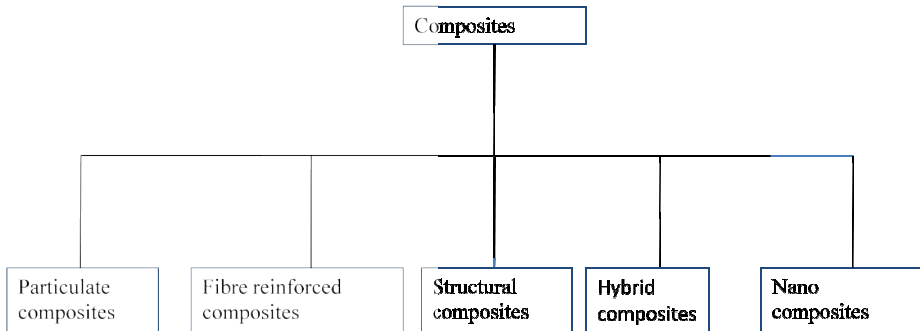 Composites
Particulate
composites
Fibre reinforced
composites
Structural
composites
Hybrid
composites
Nano
composites